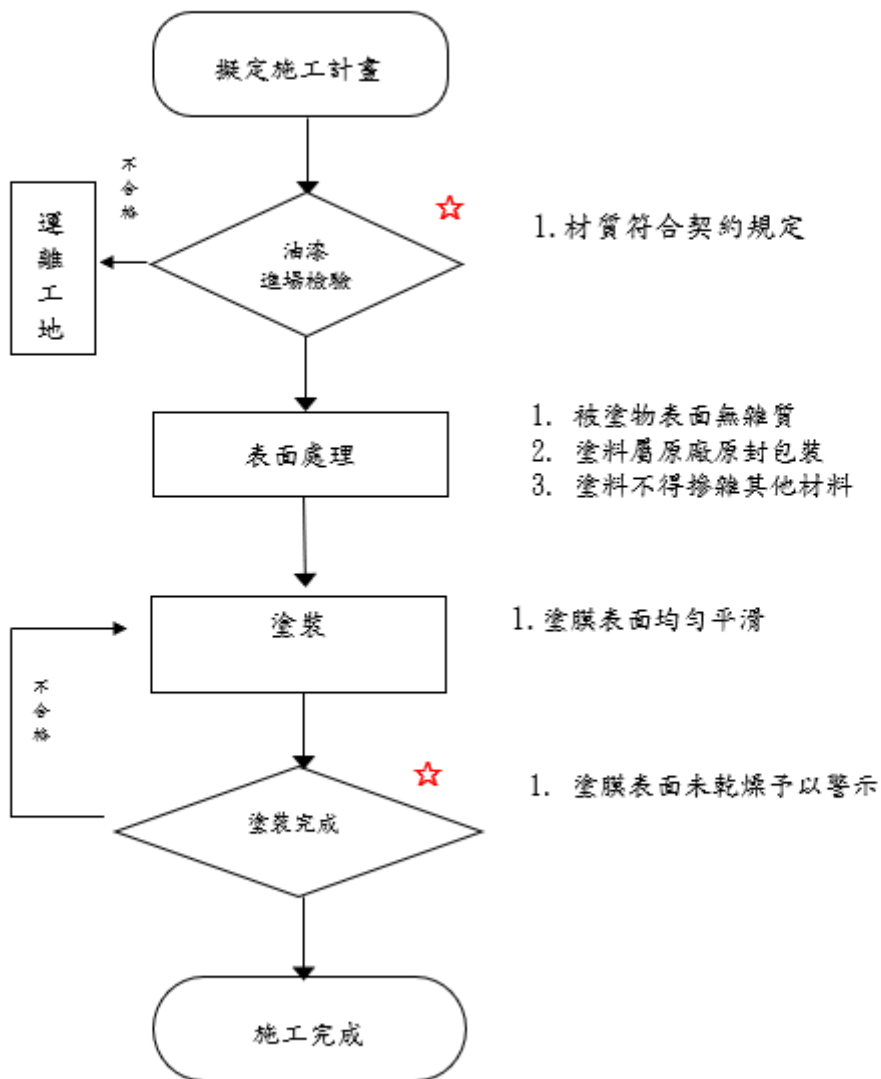 擬定施工計畫
不合格
運離工地
油漆
進場檢驗
1.材質符合契約規定
表面處理
1. 被塗物表面無雜質
2. 塗料屬原廠原封包裝
3. 塗料不得摻雜其他材料
塗裝
1.塗膜表面均勻平滑
不合格
塗裝完成
1. 塗膜表面未乾燥予以警示
施工完成